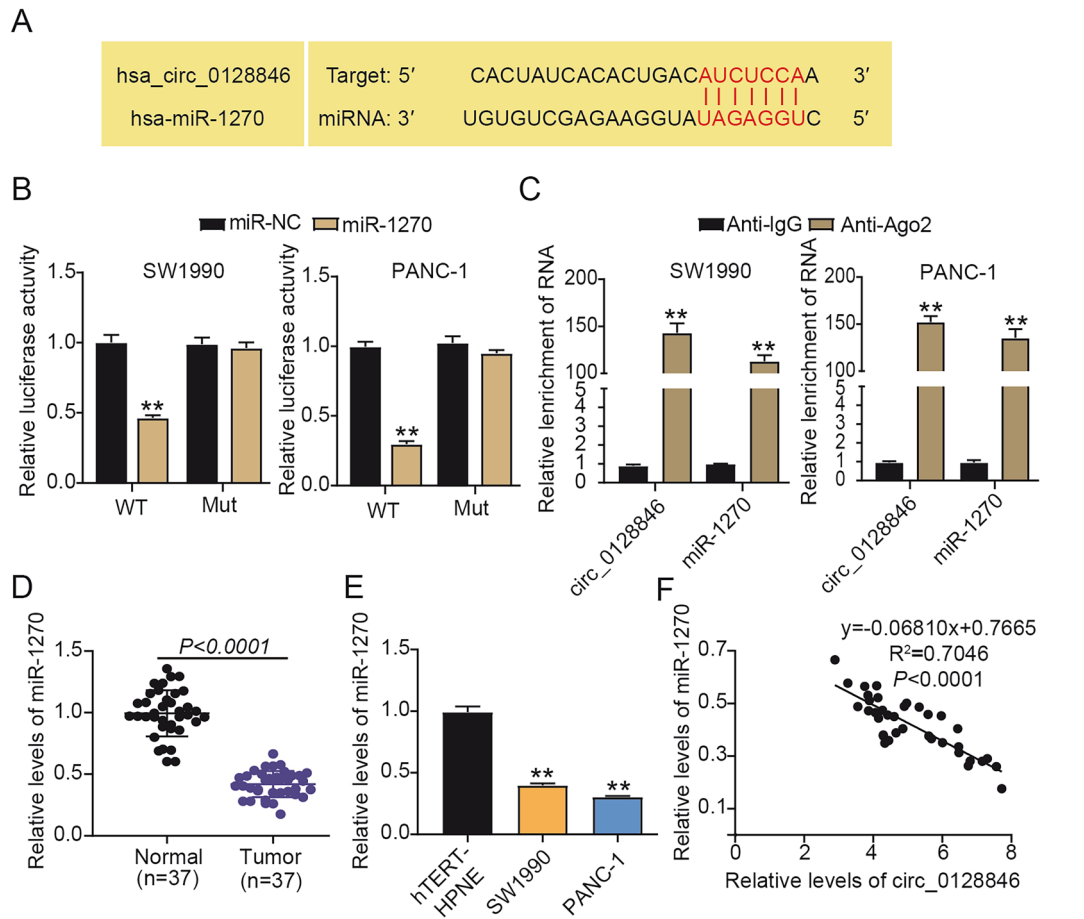 A
hsa_circ_0128846 Target: 5′ CACUAUCACACUGACAUCUCCAA 3′
hsa-miR-1270 miRNA: 3′ UGUGUCGAGAAGGUAUAGAGGUC 5′
B
miR-NC miR-1270
Relative luciferase actuvity
SW1990
1.5
1.0
0.5
0.0
**
WT Mut
Relative luciferase actuvity
PANC-1
1.5
1.0
0.5
0.0
**
WT Mut
C
Anti-IgG Anti-Ago2
Relative lenrichment of RNA
SW1990
200
150
100
5
4
3
2
1
0
**
**
circ_0128846
miR-1270
Relative lenrichment of RNA
PANC-1
200
150
100
5
4
3
2
1
0
**
**
circ_0128846
miR-1270
D
Relative levels of miR-1270
P<0.0001
1.5
1.0
0.5
0.0
Normal Tumor
(n=37) (n=37)
E
Relative levels of miR-1270
1.5
1.0
0.5
0.0
**
**
hTERT-
HPNE
SW1990
PANC-1
F
Relative levels of miR-1270
y=-0.06810x+0.7665
R²=0.7046
P<0.0001
0.7
0.5
0.3
0.1
0 2 4 6 8
Relative levels of circ_0128846